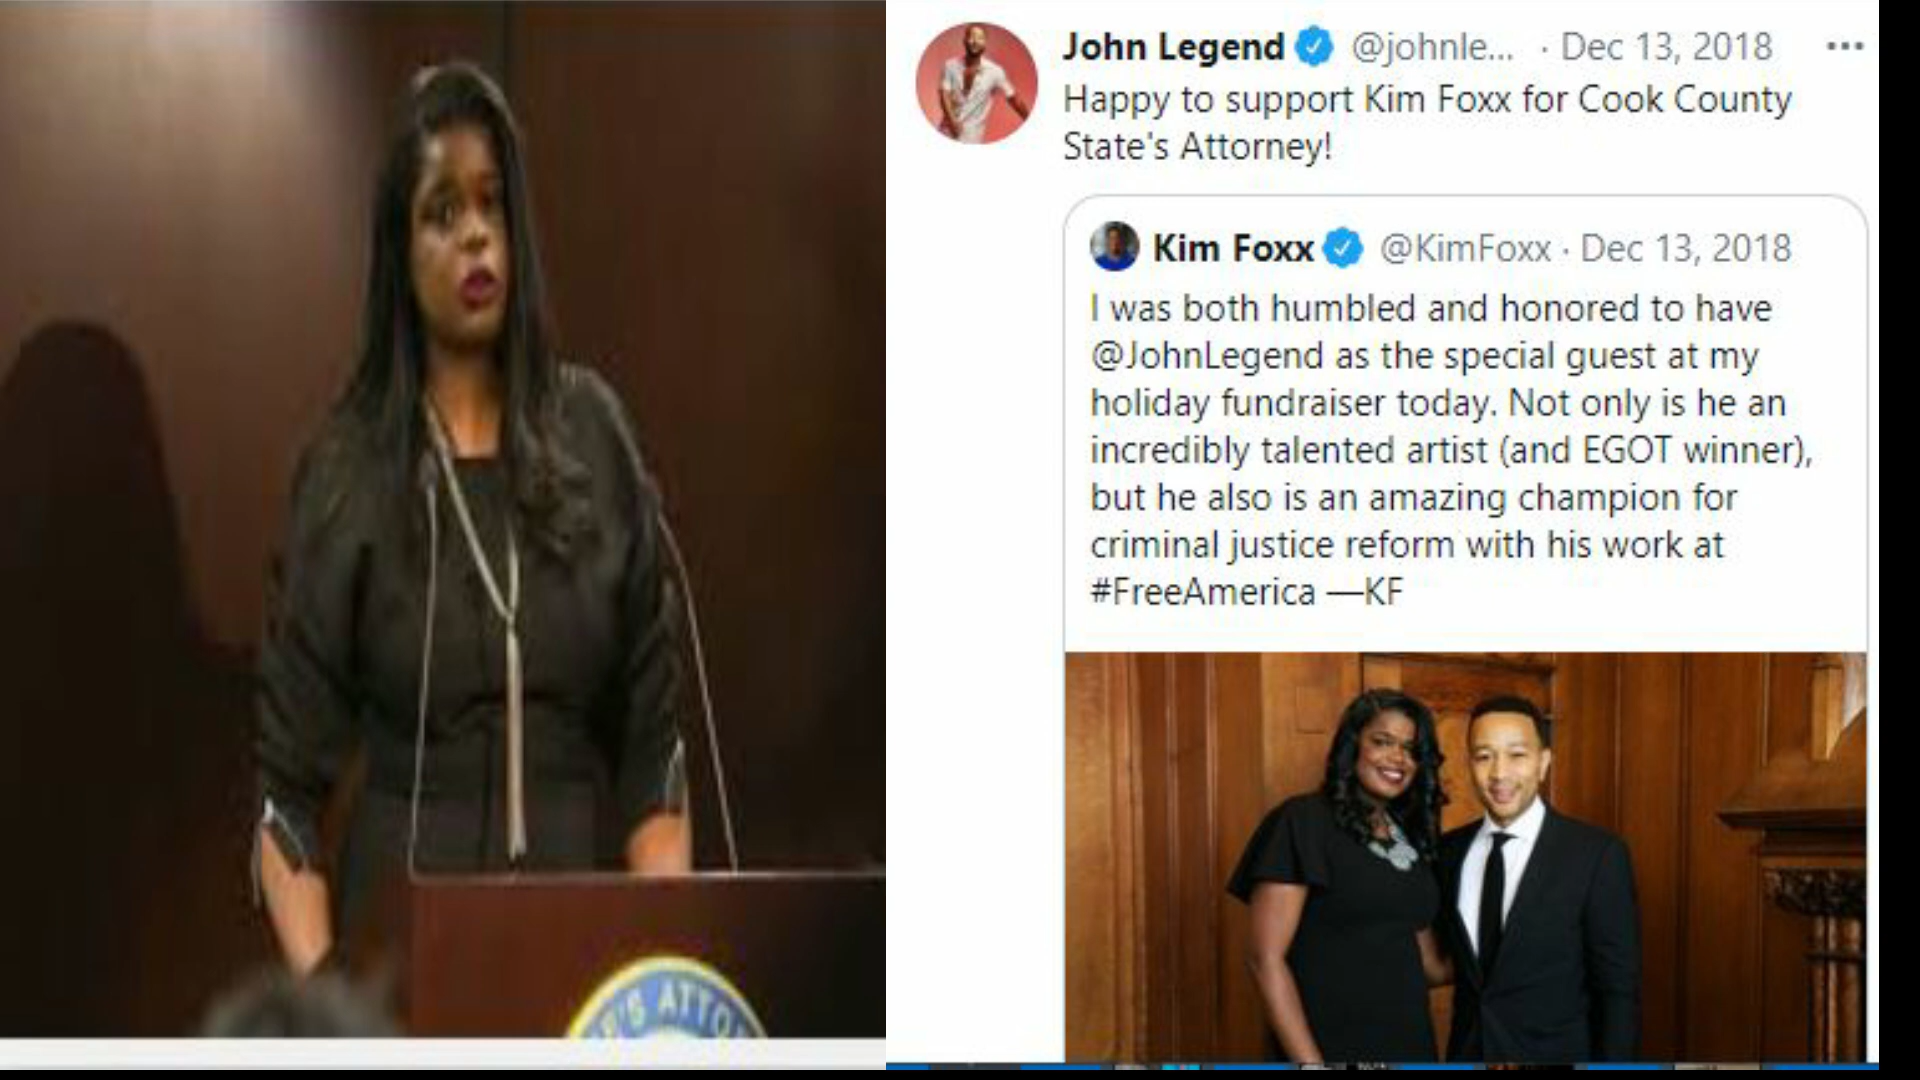 John Legend @johnle... · Dec 13, 2018
Happy to support Kim Foxx for Cook County
State's Attorney!
Kim Foxx @KimFoxx · Dec 13, 2018
I was both humbled and honored to have
@JohnLegend as the special guest at my
holiday fundraiser today. Not only is he an
incredibly talented artist (and EGOT winner),
but he also is an amazing champion for
criminal justice reform with his work at
#FreeAmerica —KF
'S ATTO